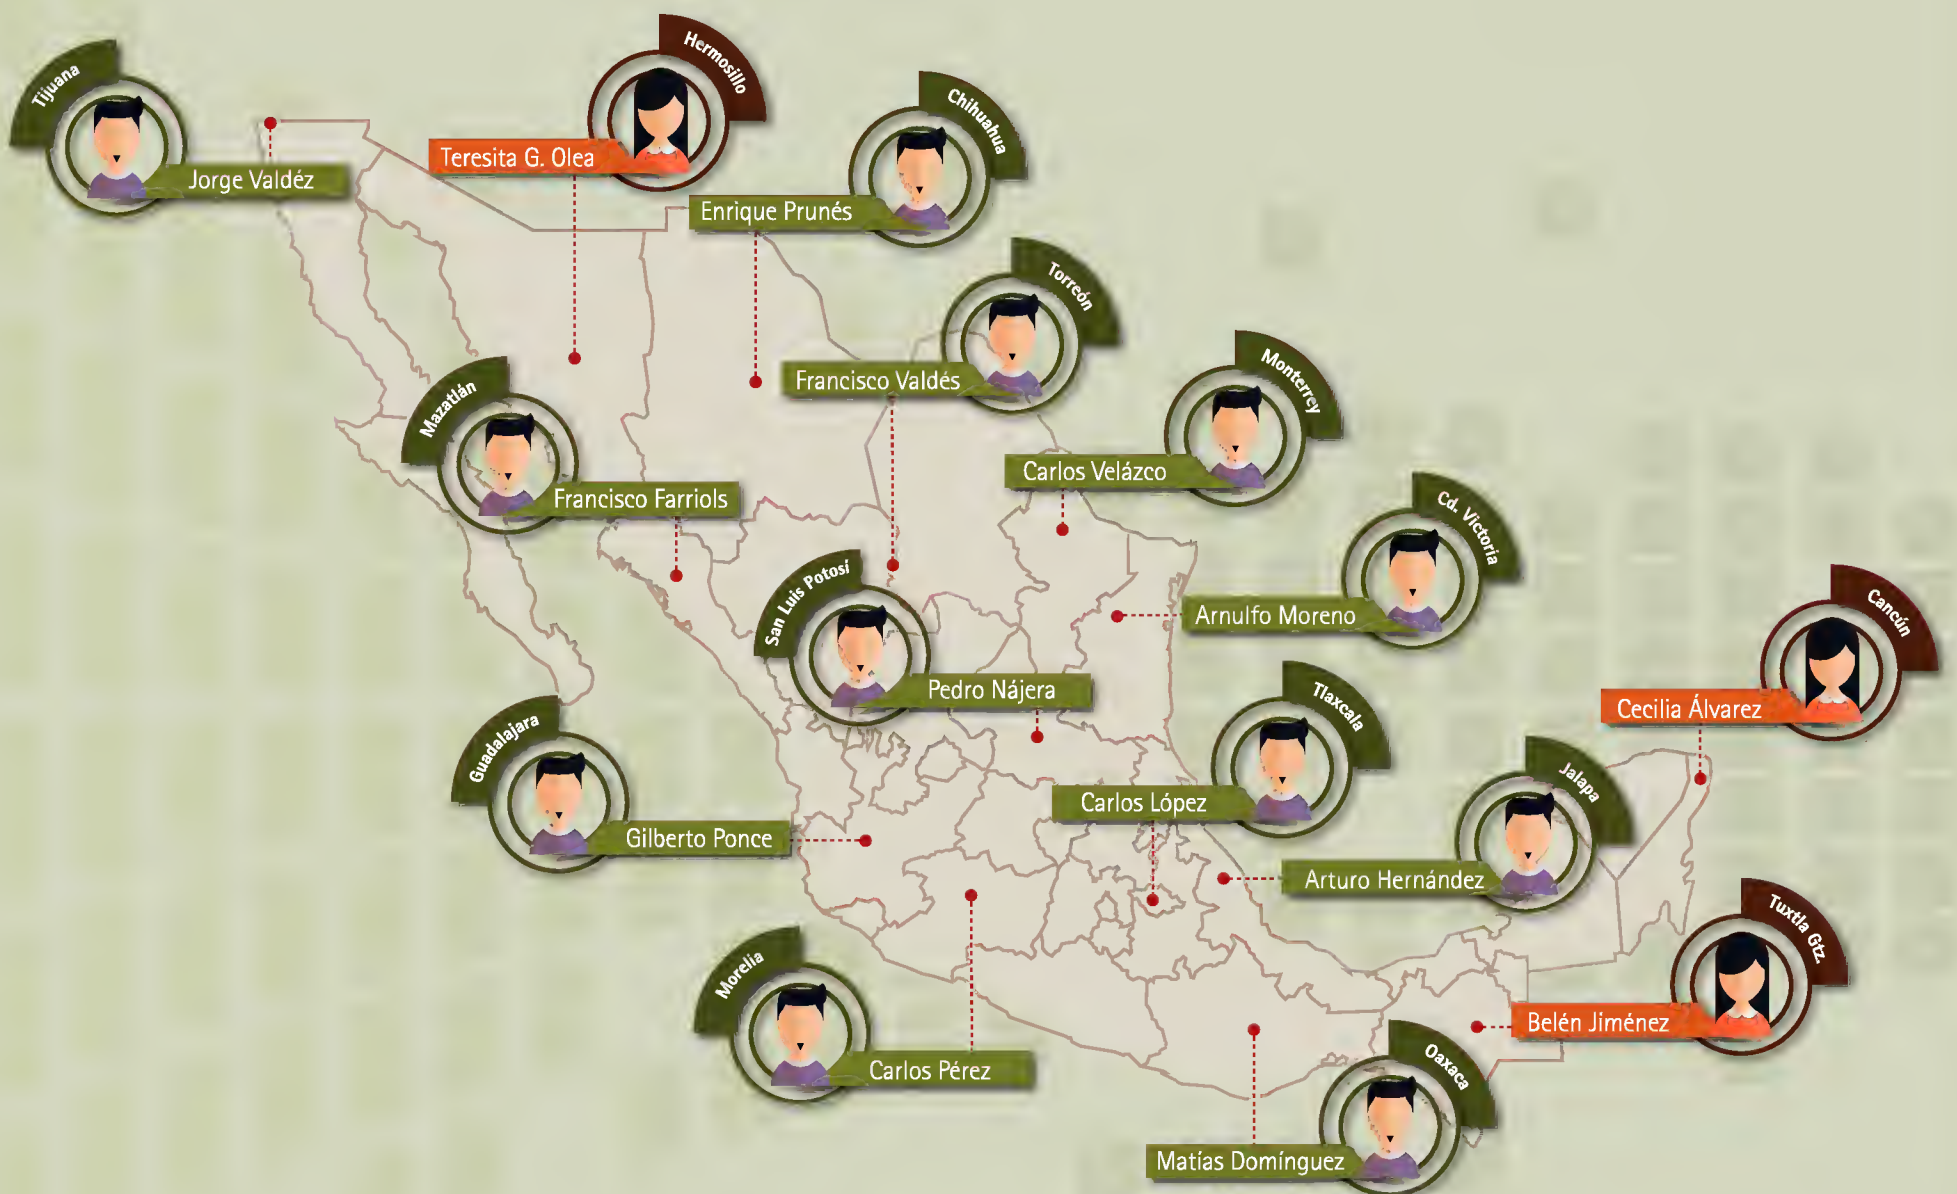 Tijuana
Jorge Valdéz
Hermosillo
Teresita G. Olea
Chihuahua
Enrique Prunés
Torreón
Francisco Valdés
Mazatlán
Francisco Farriols
Monterrey
Carlos Velázco
Cd. Victoria
Arnulfo Moreno
San Luis Potosí
Pedro Nájera
Cancún
Cecilia Álvarez
Guadalajara
Gilberto Ponce
Tlaxcala
Carlos López
Jalapa
Arturo Hernández
Morelia
Carlos Pérez
Tuxtla Gtz.
Belén Jiménez
Oaxaca
Matías Domínguez